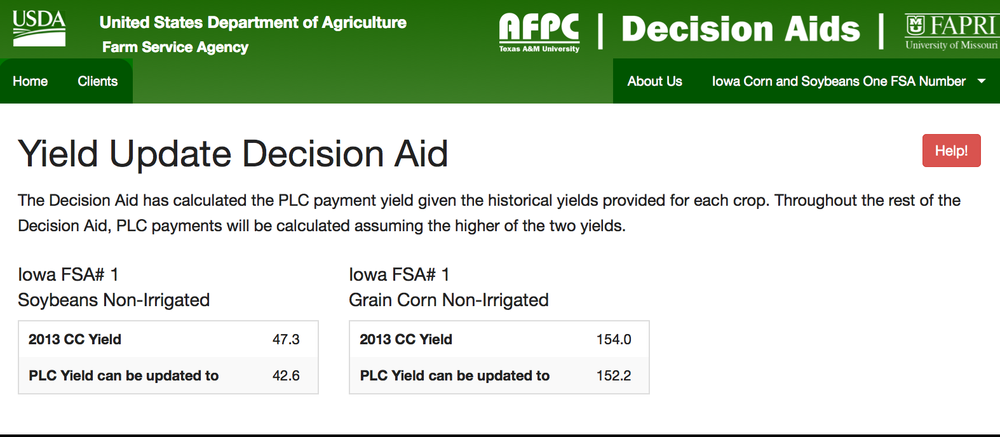 USDA
United States Department of Agriculture
Farm Service Agency
AFPC
Texas A&M University
Decision Aids
MU FAPRI
University of Missouri
Home
Clients
About Us
Iowa Corn and Soybeans One FSA Number
Yield Update Decision Aid
Help!
The Decision Aid has calculated the PLC payment yield given the historical yields provided for each crop. Throughout the rest of the
Decision Aid, PLC payments will be calculated assuming the higher of the two yields.
Iowa FSA# 1
Soybeans Non-Irrigated
2013 CC Yield 47.3
PLC Yield can be updated to 42.6
Iowa FSA# 1
Grain Corn Non-Irrigated
2013 CC Yield 154.0
PLC Yield can be updated to 152.2